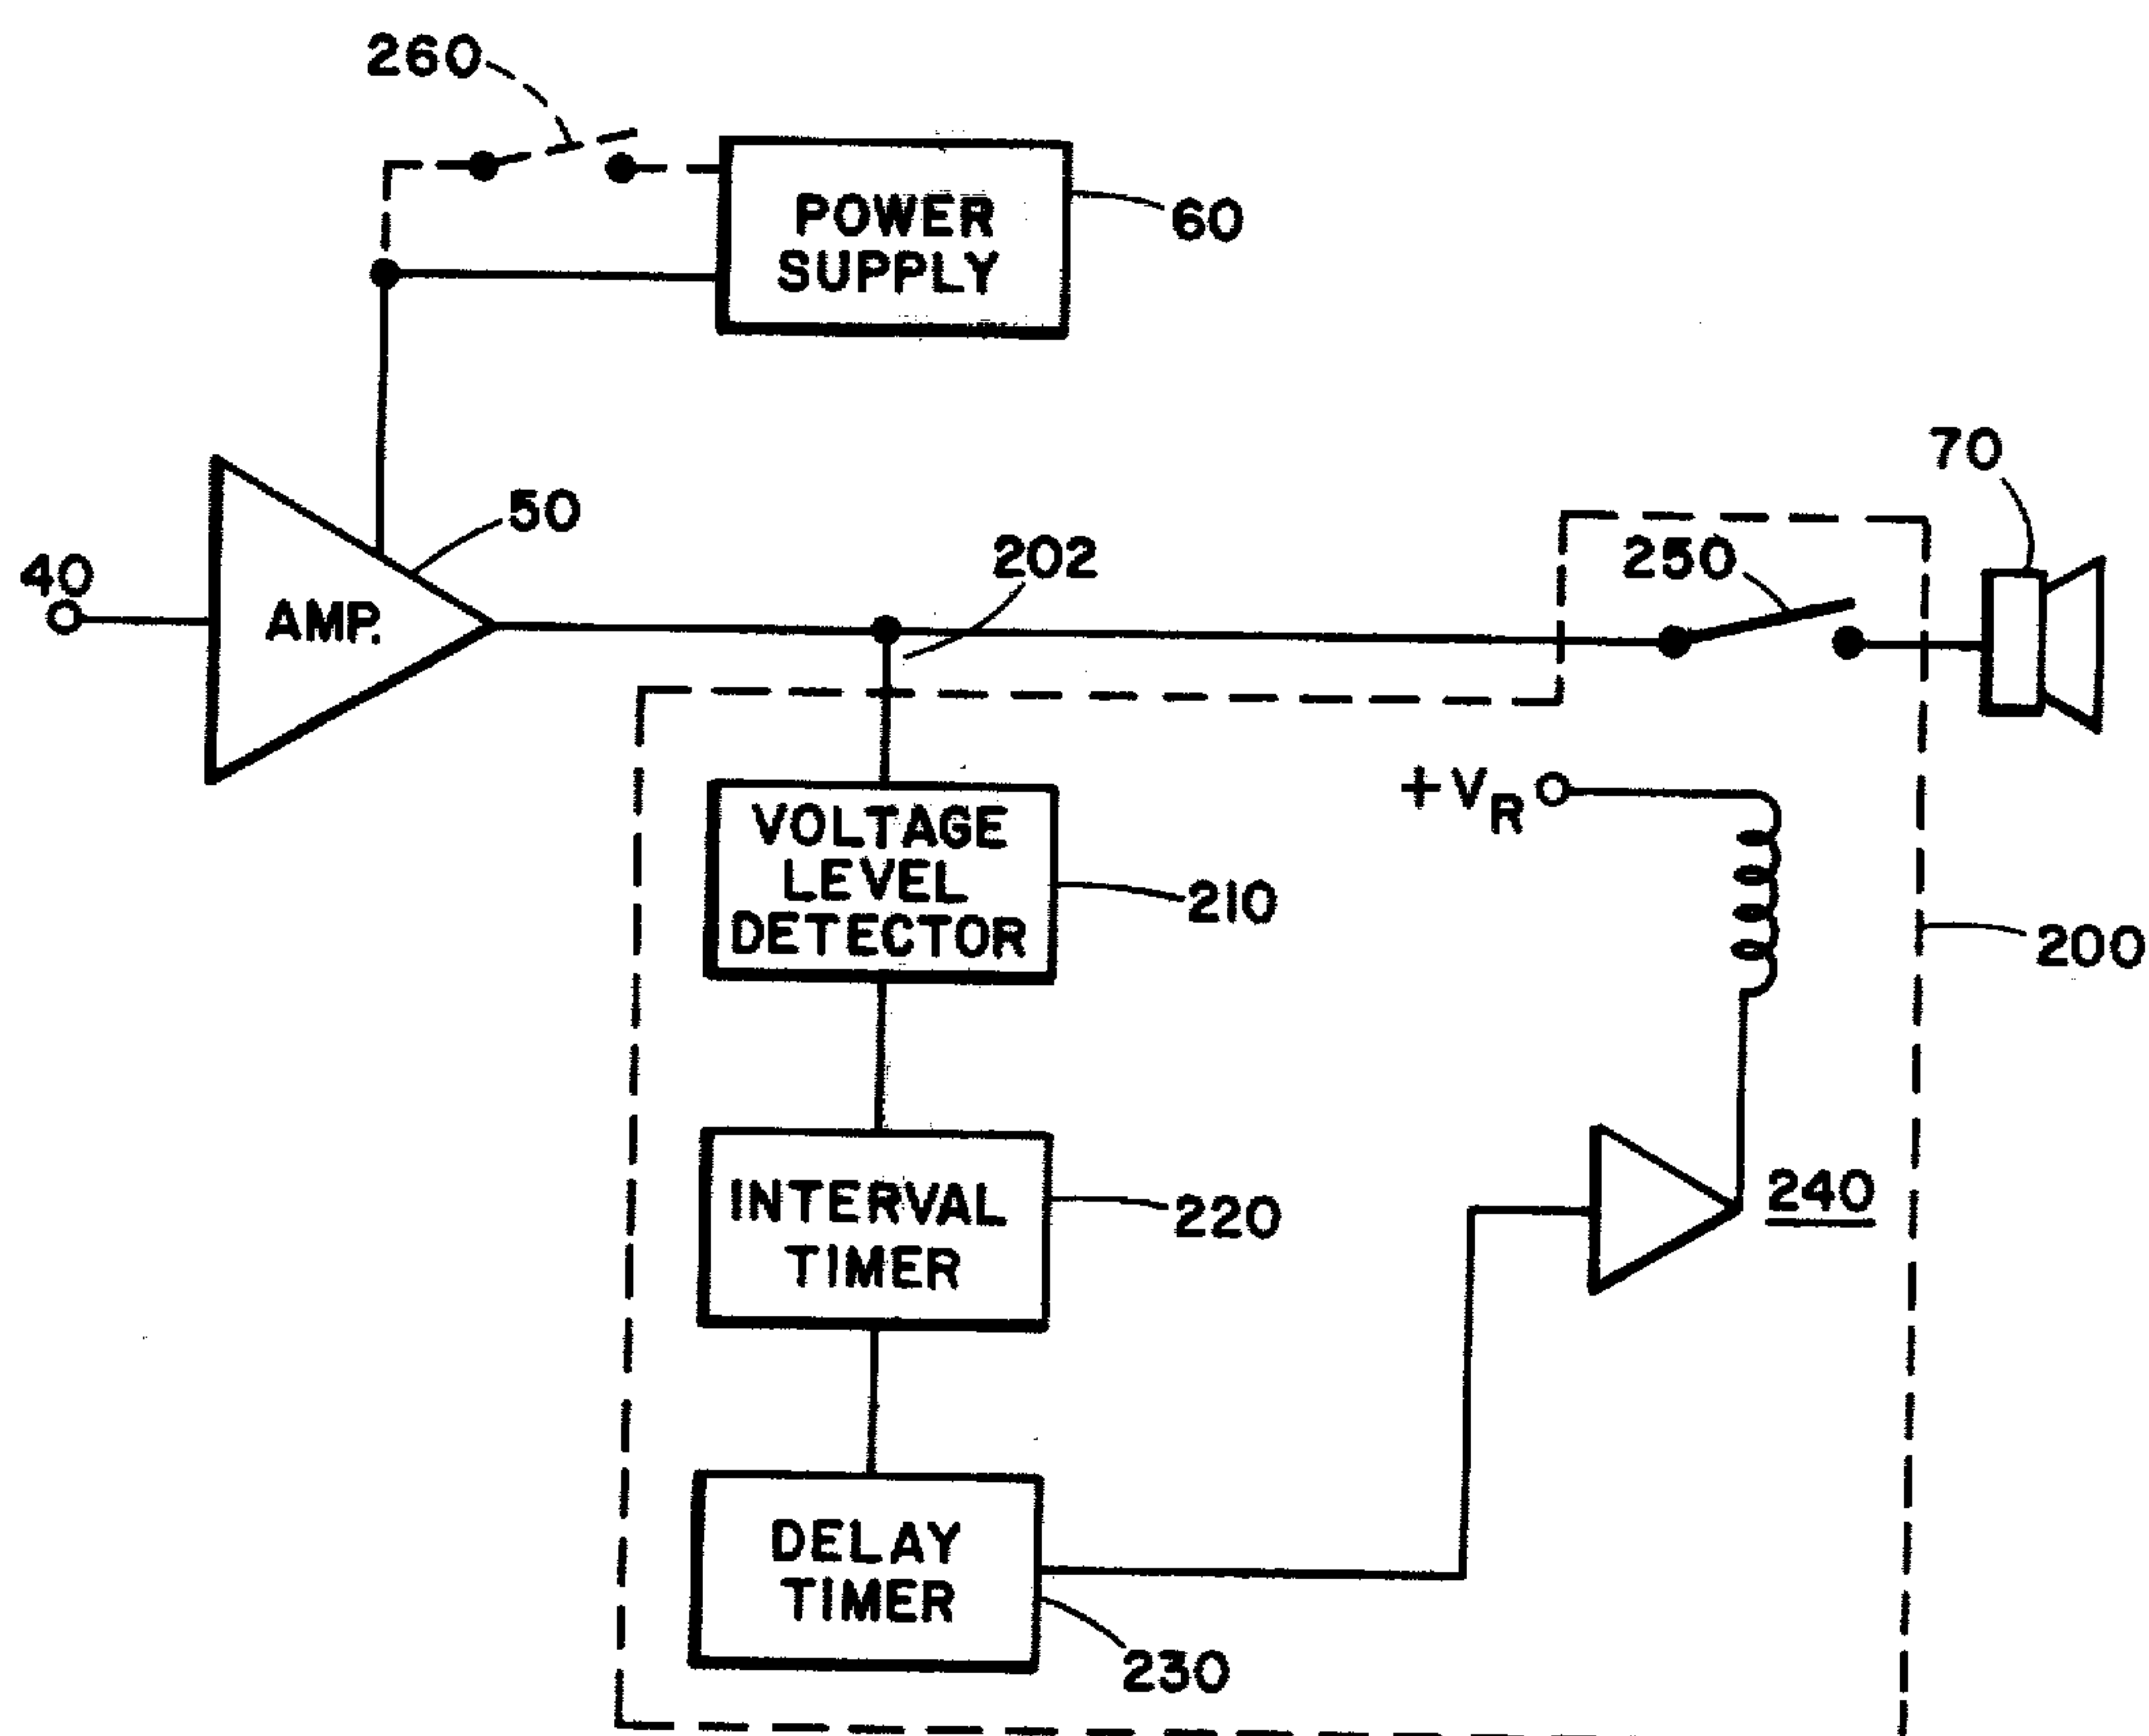 260
POWER
SUPPLY
60
70
50
202
250
40
AMP.
+VR
VOLTAGE
LEVEL
DETECTOR
210
200
INTERVAL
TIMER
220
240
DELAY
TIMER
230